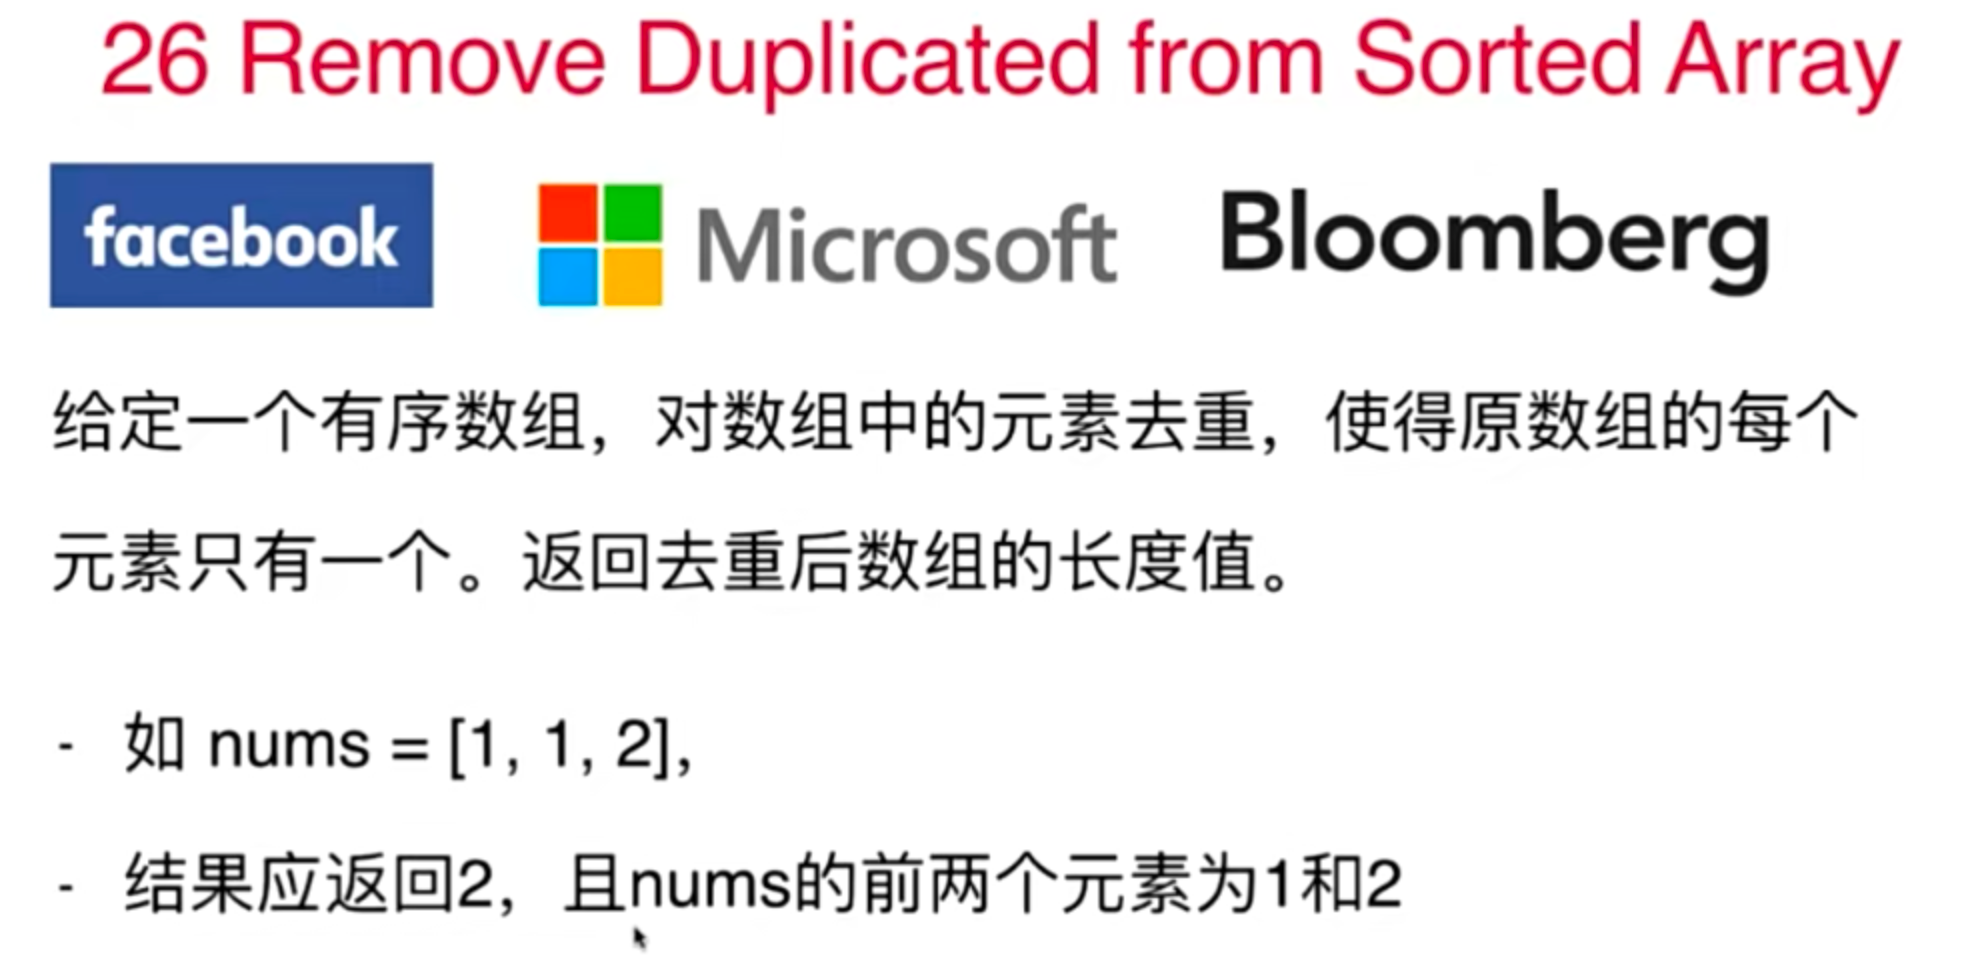 26 Remove Duplicated from Sorted Array
facebook Microsoft Bloomberg
给定一个有序数组，对数组中的元素去重，使得原数组的每个
元素只有一个。返回去重后数组的长度值。
- 如 nums = [1, 1, 2],
- 结果应返回2，且nums的前两个元素为1和2